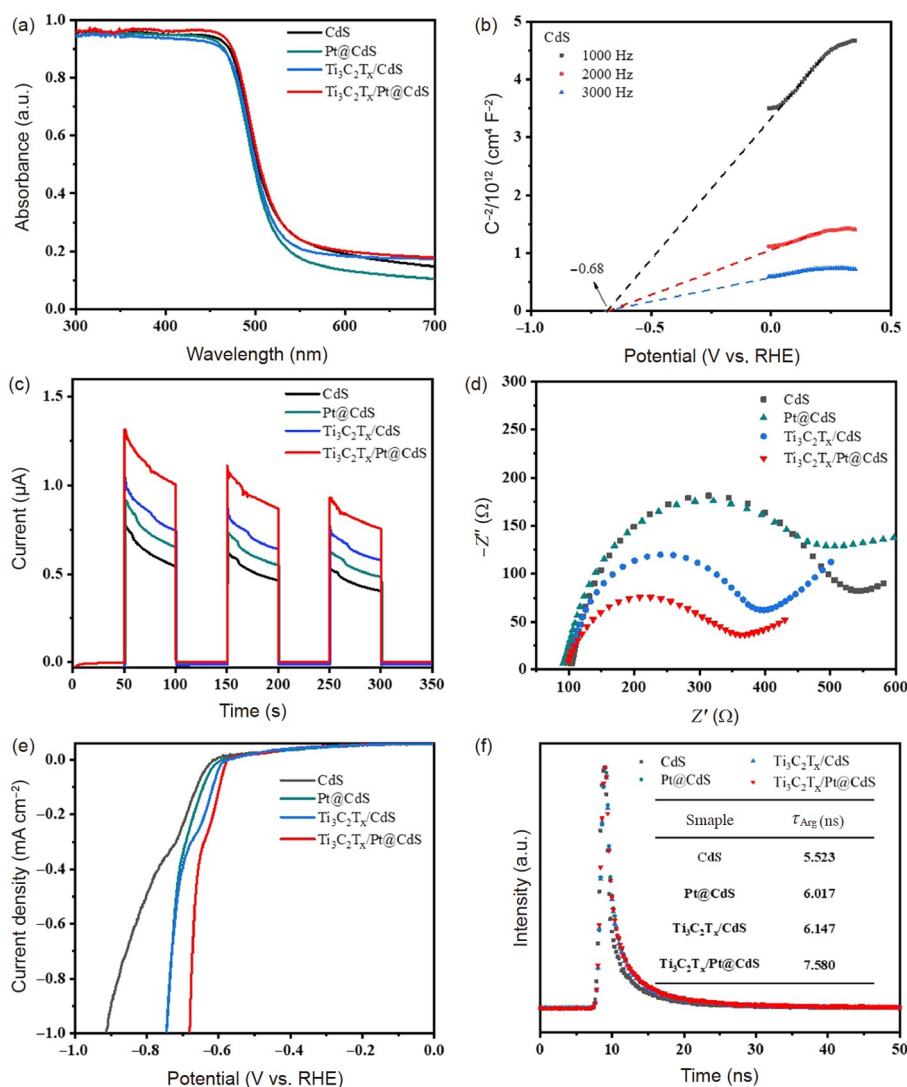 (a)
CdS
Pt@CdS
Ti₃C₂Tₓ/CdS
Ti₃C₂Tₓ/Pt@CdS
Absorbance (a.u.)
1.0
0.8
0.6
0.4
0.2
0.0
300 400 500 600 700
Wavelength (nm)
(b)
CdS
1000 Hz
2000 Hz
3000 Hz
C⁻²/10¹² (cm⁴ F⁻²)
5
4
3
2
1
0
−0.68
−1.0 −0.5 0.0 0.5
Potential (V vs. RHE)
(c)
CdS
Pt@CdS
Ti₃C₂Tₓ/CdS
Ti₃C₂Tₓ/Pt@CdS
Current (μA)
1.5
1.0
0.5
0.0
0 50 100 150 200 250 300 350
Time (s)
(d)
CdS
Pt@CdS
Ti₃C₂Tₓ/CdS
Ti₃C₂Tₓ/Pt@CdS
−Z″ (Ω)
300
250
200
150
100
50
0
100 200 300 400 500 600
Z′ (Ω)
(e)
CdS
Pt@CdS
Ti₃C₂Tₓ/CdS
Ti₃C₂Tₓ/Pt@CdS
Current density (mA cm⁻²)
0.0
−0.2
−0.4
−0.6
−0.8
−1.0
−1.0 −0.8 −0.6 −0.4 −0.2 0.0
Potential (V vs. RHE)
(f)
CdS Ti₃C₂Tₓ/CdS
Pt@CdS Ti₃C₂Tₓ/Pt@CdS
Smaple τArg (ns)
CdS 5.523
Pt@CdS 6.017
Ti₃C₂Tₓ/CdS 6.147
Ti₃C₂Tₓ/Pt@CdS 7.580
Intensity (a.u.)
0 10 20 30 40 50
Time (ns)